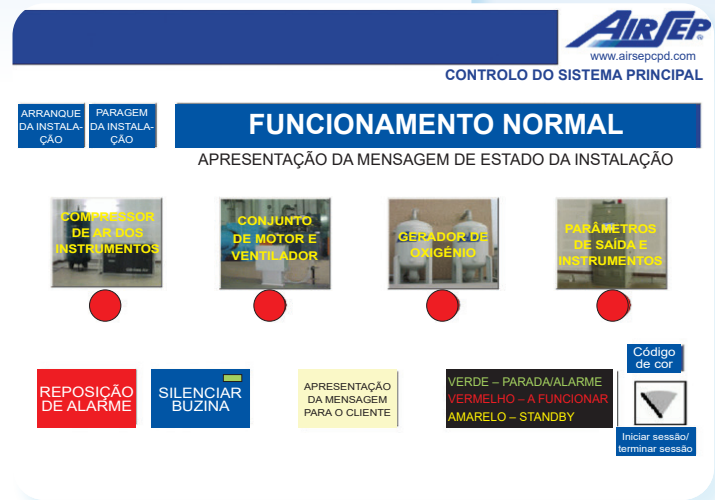 AIRSEP®
www.airsepcpd.com
CONTROLO DO SISTEMA PRINCIPAL
ARRANQUE
DA INSTALA-
ÇÃO
PARAGEM
DA INSTALA-
ÇÃO
FUNCIONAMENTO NORMAL
APRESENTAÇÃO DA MENSAGEM DE ESTADO DA INSTALAÇÃO
COMPRESSOR
DE AR DOS
INSTRUMENTOS
CONJUNTO
DE MOTOR E
VENTILADOR
GERADOR DE
OXIGÉNIO
PARÂMETROS
DE SAÍDA E
INSTRUMENTOS
REPOSIÇÃO
DE ALARME
SILENCIAR
BUZINA
APRESENTAÇÃO
DA MENSAGEM
PARA O CLIENTE
VERDE – PARADA/ALARME
VERMELHO – A FUNCIONAR
AMARELO – STANDBY
Código
de cor
Iniciar sessão/
terminar sessão